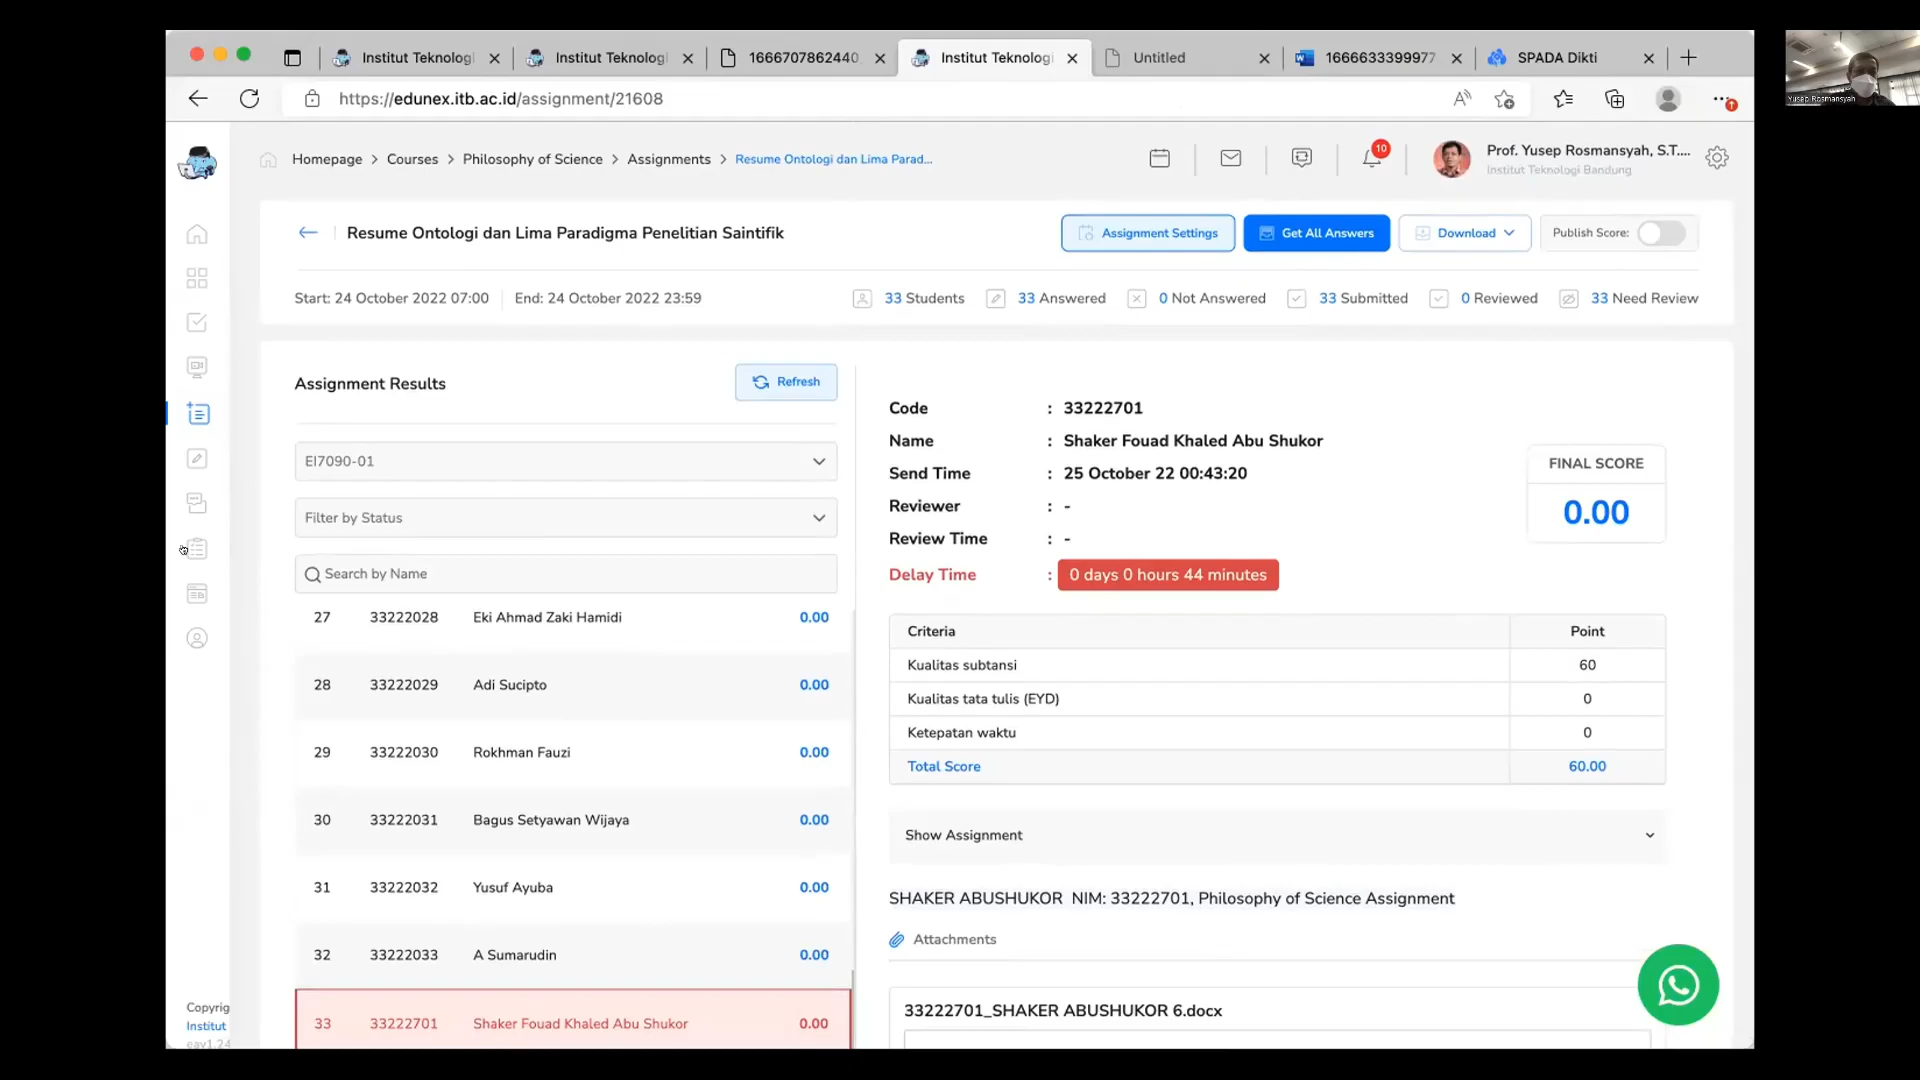 Institut Teknologi
Institut Teknologi
1666707862440
Institut Teknologi
Untitled
1666633399977
SPADA Dikti
https://edunex.itb.ac.id/assignment/21608
Yusep Rosmansyah
Homepage > Courses > Philosophy of Science > Assignments > Resume Ontologi dan Lima Parad...
10
Prof. Yusep Rosmansyah, S.T....
Institut Teknologi Bandung
Resume Ontologi dan Lima Paradigma Penelitian Saintifik
Assignment Settings
Get All Answers
Download
Publish Score:
Start: 24 October 2022 07:00
End: 24 October 2022 23:59
33 Students
33 Answered
0 Not Answered
33 Submitted
0 Reviewed
33 Need Review
Assignment Results
Refresh
EI7090-01
Filter by Status
Search by Name
27 33222028 Eki Ahmad Zaki Hamidi 0.00
28 33222029 Adi Sucipto 0.00
29 33222030 Rokhman Fauzi 0.00
30 33222031 Bagus Setyawan Wijaya 0.00
31 33222032 Yusuf Ayuba 0.00
32 33222033 A Sumarudin 0.00
33 33222701 Shaker Fouad Khaled Abu Shukor 0.00
Copyrig
Institut
eav1.24
Code : 33222701
Name : Shaker Fouad Khaled Abu Shukor
Send Time : 25 October 22 00:43:20
Reviewer : -
Review Time : -
Delay Time : 0 days 0 hours 44 minutes
FINAL SCORE
0.00
Criteria Point
Kualitas subtansi 60
Kualitas tata tulis (EYD) 0
Ketepatan waktu 0
Total Score 60.00
Show Assignment
SHAKER ABUSHUKOR NIM: 33222701, Philosophy of Science Assignment
Attachments
33222701_SHAKER ABUSHUKOR 6.docx